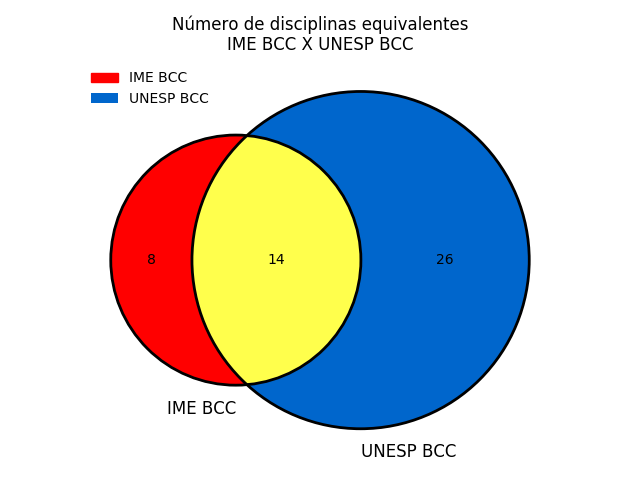 Número de disciplinas equivalentes
IME BCC X UNESP BCC
IME BCC
UNESP BCC
8
14
26
IME BCC
UNESP BCC